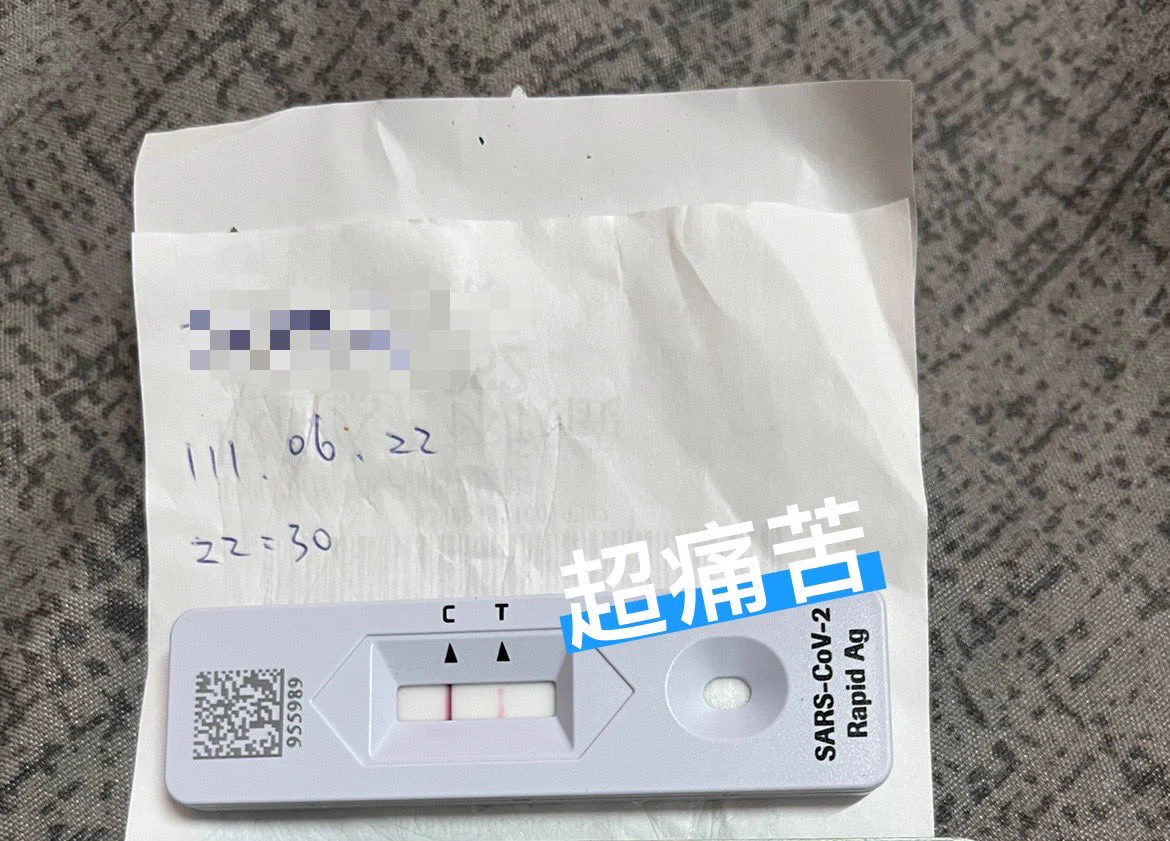 111.06.22
22:30
超痛苦
C T
955989
SARS-CoV-2
Rapid Ag